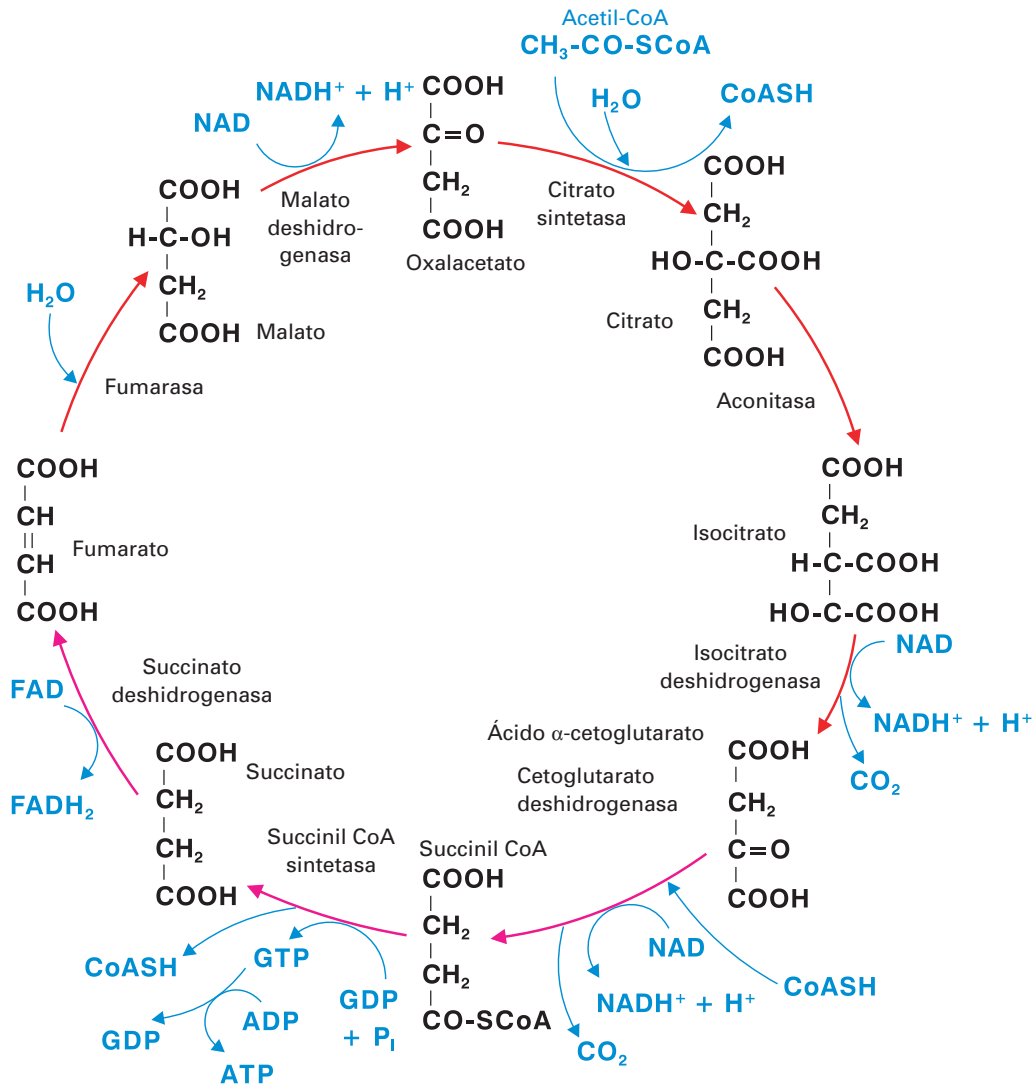 Acetil-CoA
CH₃-CO-SCoA
H₂O
CoASH
NADH⁺ + H⁺
NAD
COOH
C=O
CH₂
COOH
Oxalacetato
Malato
deshidro-
genasa
Citrato
sintetasa
COOH
CH₂
HO-C-COOH
CH₂
COOH
Citrato
Aconitasa
COOH
H-C-OH
CH₂
COOH
Malato
H₂O
Fumarasa
COOH
CH
CH
COOH
Fumarato
COOH
CH₂
H-C-COOH
HO-C-COOH
Isocitrato
Isocitrato
deshidrogenasa
NAD
NADH⁺ + H⁺
CO₂
Ácido α-cetoglutarato
Cetoglutarato
deshidrogenasa
COOH
CH₂
C=O
COOH
Succinato
deshidrogenasa
FAD
FADH₂
COOH
CH₂
CH₂
COOH
Succinato
Succinil CoA
sintetasa
Succinil CoA
COOH
CH₂
CH₂
CO-SCoA
NAD
NADH⁺ + H⁺
CoASH
CO₂
CoASH
GTP
GDP
+ P_I
GDP
ADP
ATP